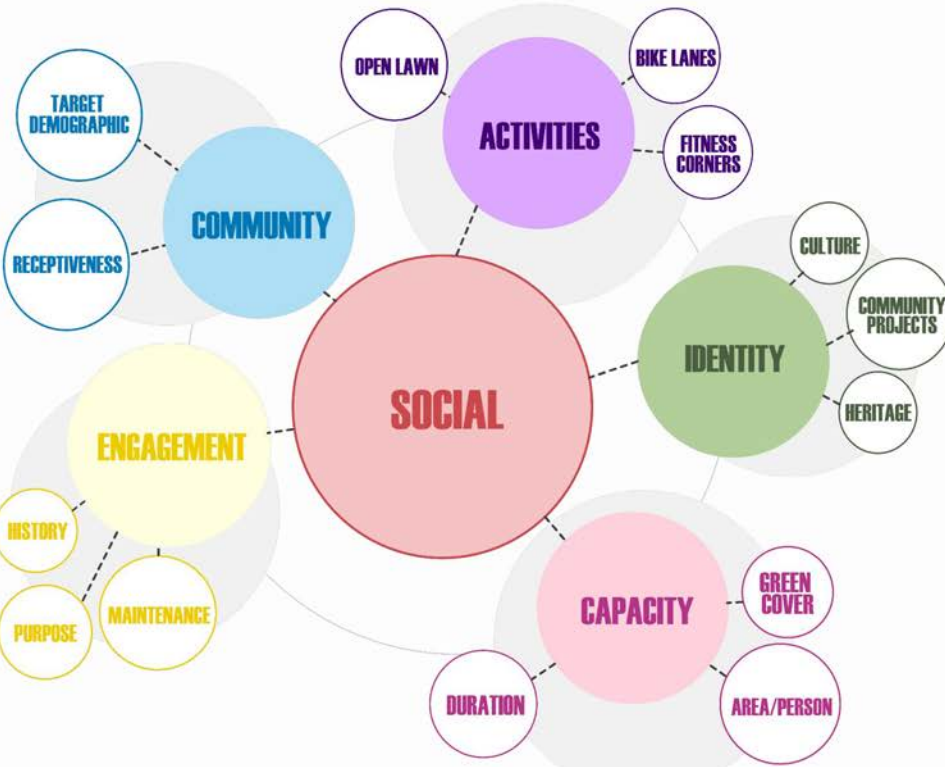 OPEN LAWN
BIKE LANES
ACTIVITIES
FITNESS
CORNERS
TARGET
DEMOGRAPHIC
COMMUNITY
RECEPTIVENESS
CULTURE
COMMUNITY
PROJECTS
IDENTITY
HERITAGE
SOCIAL
ENGAGEMENT
HISTORY
PURPOSE
MAINTENANCE
CAPACITY
GREEN
COVER
DURATION
AREA/PERSON